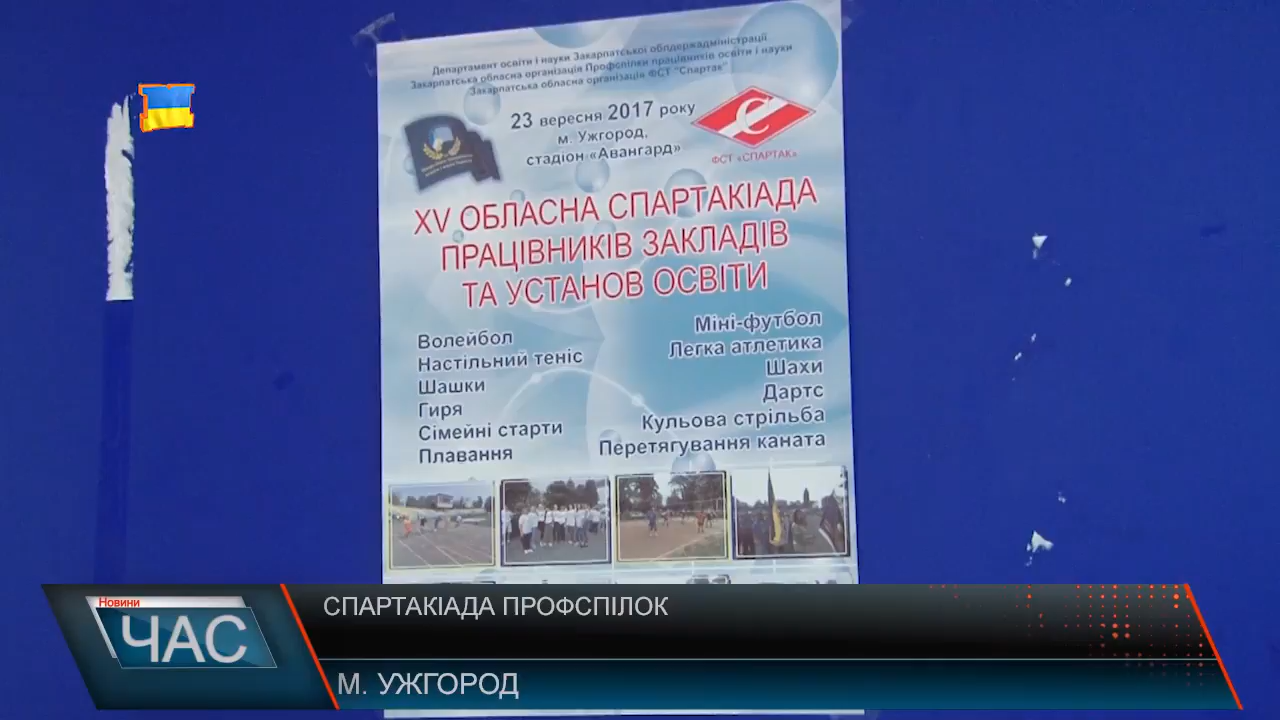 Департамент освіти і науки Закарпатської облдержадміністрації
Закарпатська обласна організація Профспілки працівників освіти і науки
Закарпатська обласна організація ФСТ "Спартак"
23 вересня 2017 року
м. Ужгород,
стадіон «Авангард»
ФСТ «СПАРТАК»
XV ОБЛАСНА СПАРТАКІАДА
ПРАЦІВНИКІВ ЗАКЛАДІВ
ТА УСТАНОВ ОСВІТИ
Волейбол
Настільний теніс
Шашки
Гиря
Сімейні старти
Плавання
Міні-футбол
Легка атлетика
Шахи
Дартс
Кульова стрільба
Перетягування каната
Новини
ЧАС
СПАРТАКІАДА ПРОФСПІЛОК
М. УЖГОРОД